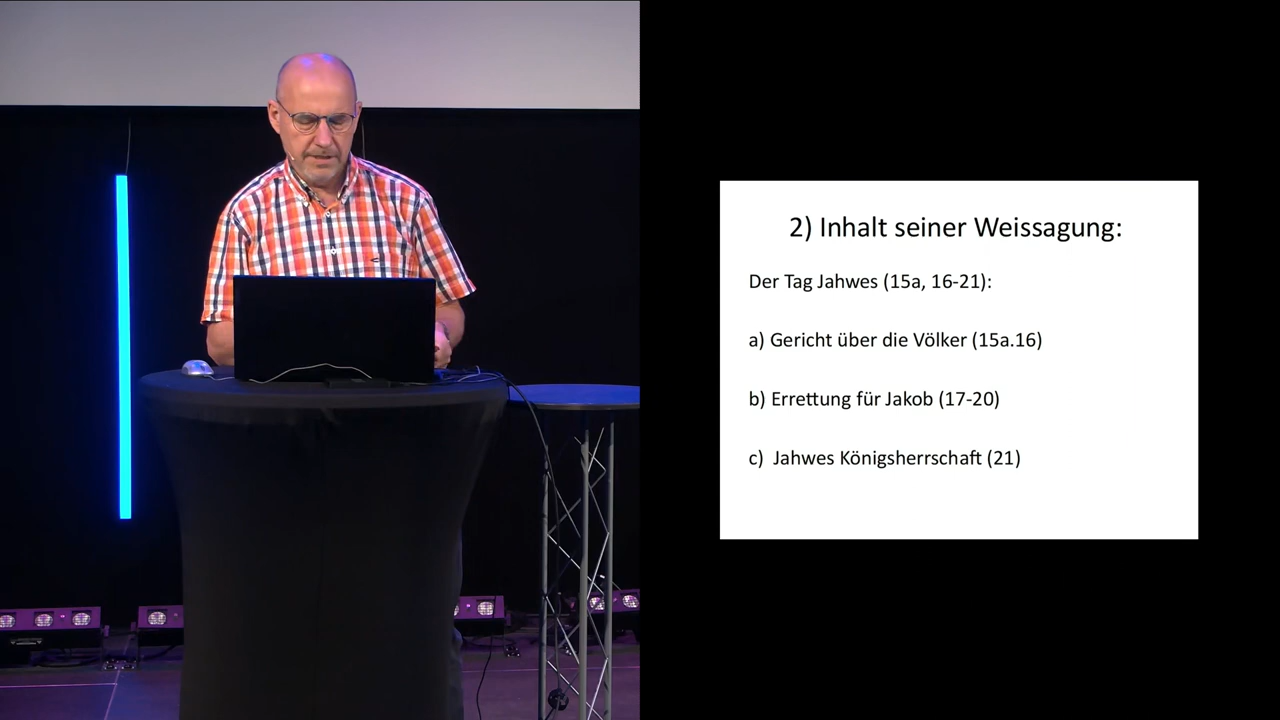 2) Inhalt seiner Weissagung:
Der Tag Jahwes (15a, 16-21):
a) Gericht über die Völker (15a.16)
b) Errettung für Jakob (17-20)
c) Jahwes Königsherrschaft (21)